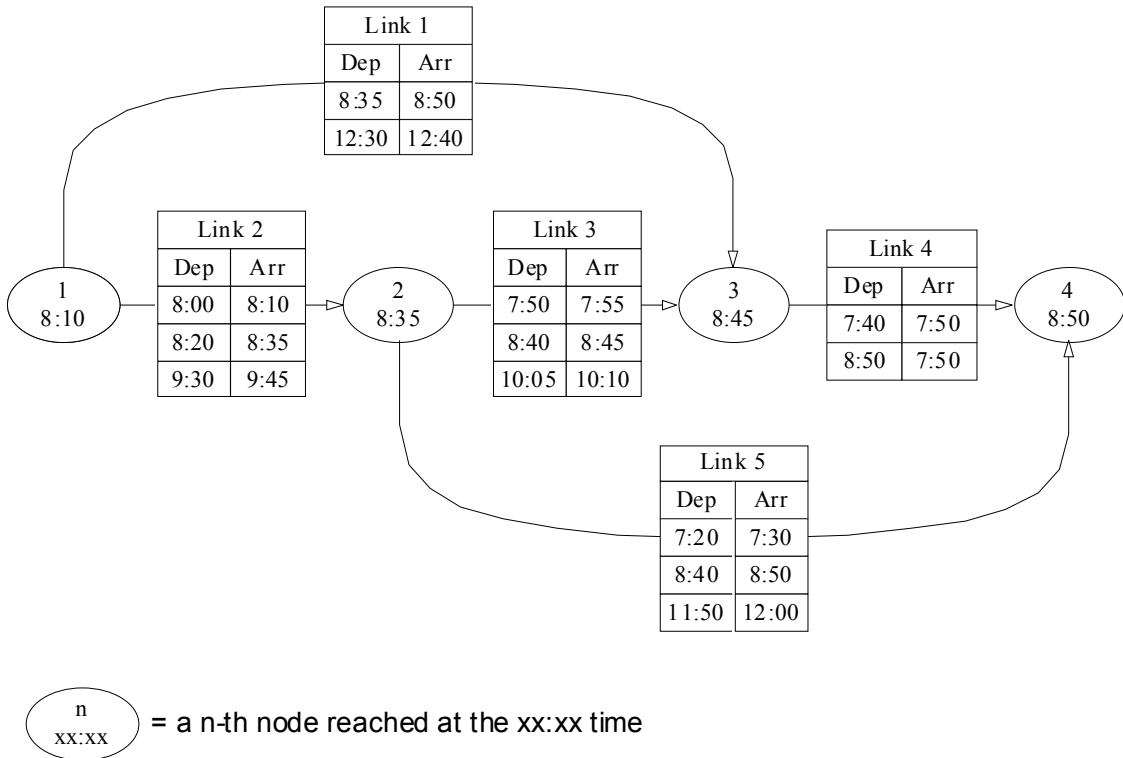 Link 1
Dep Arr
8:35 8:50
12:30 12:40
Link 2
Dep Arr
8:00 8:10
8:20 8:35
9:30 9:45
Link 3
Dep Arr
7:50 7:55
8:40 8:45
10:05 10:10
Link 4
Dep Arr
7:40 7:50
8:50 7:50
1
8:10
2
8:35
3
8:45
4
8:50
Link 5
Dep Arr
7:20 7:30
8:40 8:50
11:50 12:00
n
xx:xx
= a n-th node reached at the xx:xx time